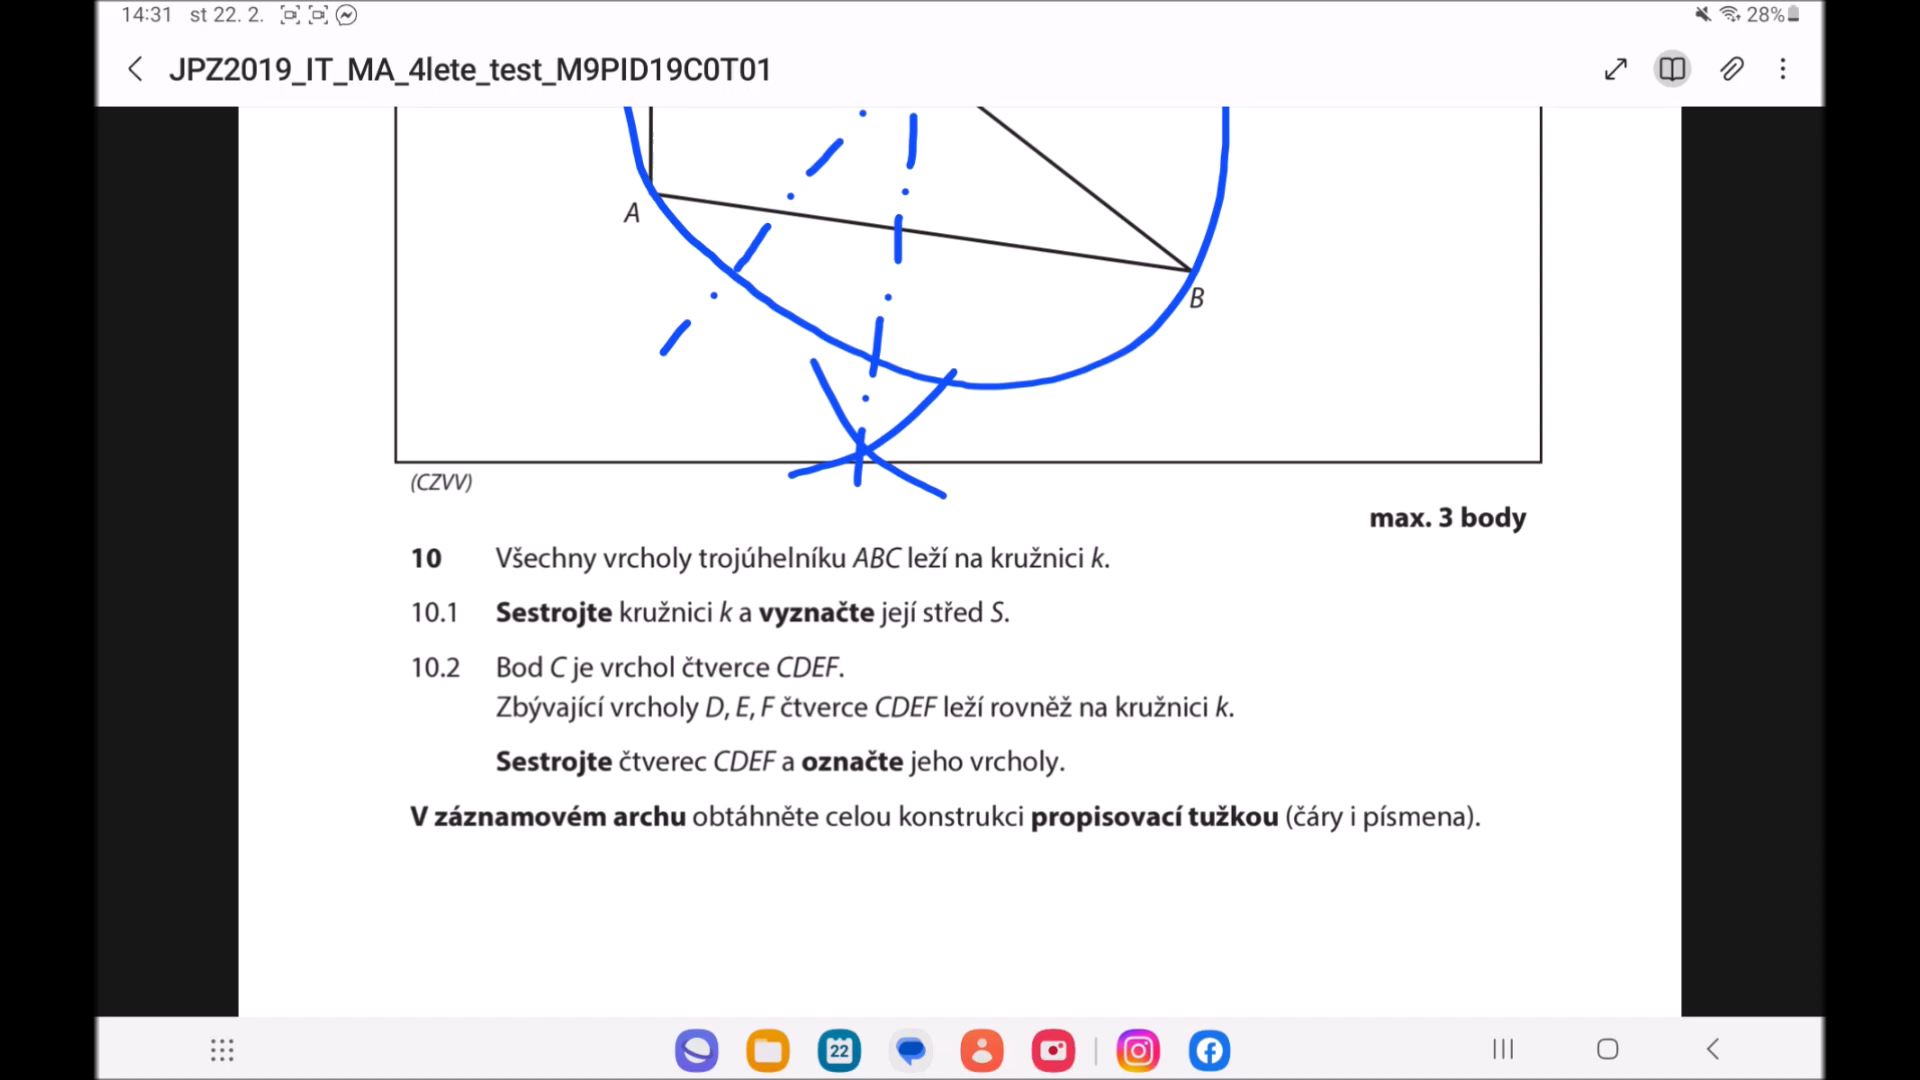 14:31 st 22. 2.
28%
JPZ2019_IT_MA_4lete_test_M9PID19C0T01
A
B
(CZVV)
max. 3 body
10 Všechny vrcholy trojúhelníku ABC leží na kružnici k.
10.1 Sestrojte kružnici k a vyznačte její střed S.
10.2 Bod C je vrchol čtverce CDEF.
Zbývající vrcholy D, E, F čtverce CDEF leží rovněž na kružnici k.
Sestrojte čtverec CDEF a označte jeho vrcholy.
V záznamovém archu obtáhněte celou konstrukci propisovací tužkou (čáry i písmena).
22